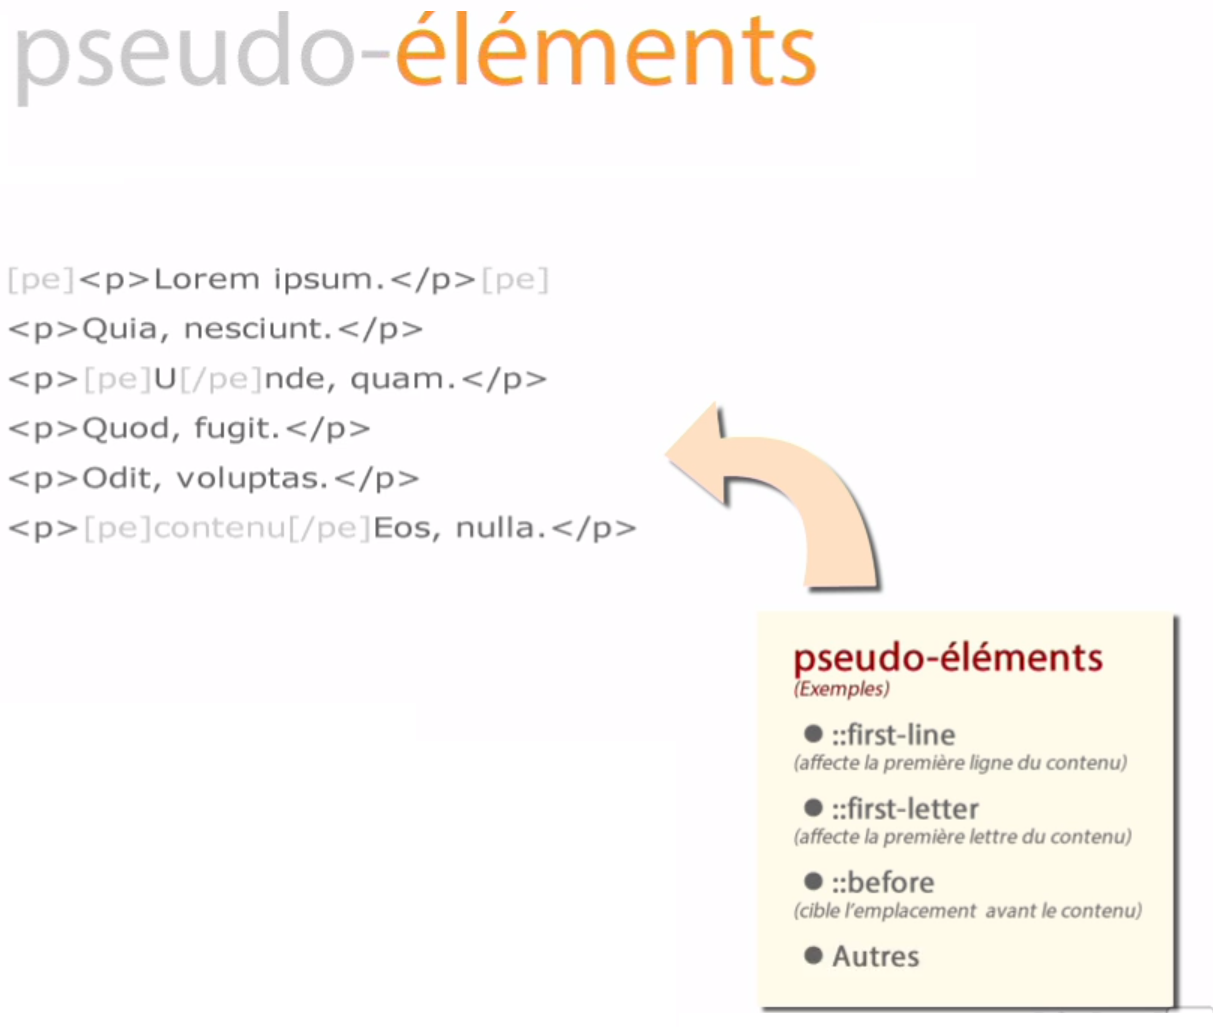 pseudo-éléments
[pe]<p>Lorem ipsum.</p>[pe]
<p>Quia, nesciunt.</p>
<p>[pe]U[/pe]nde, quam.</p>
<p>Quod, fugit.</p>
<p>Odit, voluptas.</p>
<p>[pe]contenu[/pe]Eos, nulla.</p>
pseudo-éléments
(Exemples)
● ::first-line
(affecte la première ligne du contenu)
● ::first-letter
(affecte la première lettre du contenu)
● ::before
(cible l'emplacement avant le contenu)
● Autres